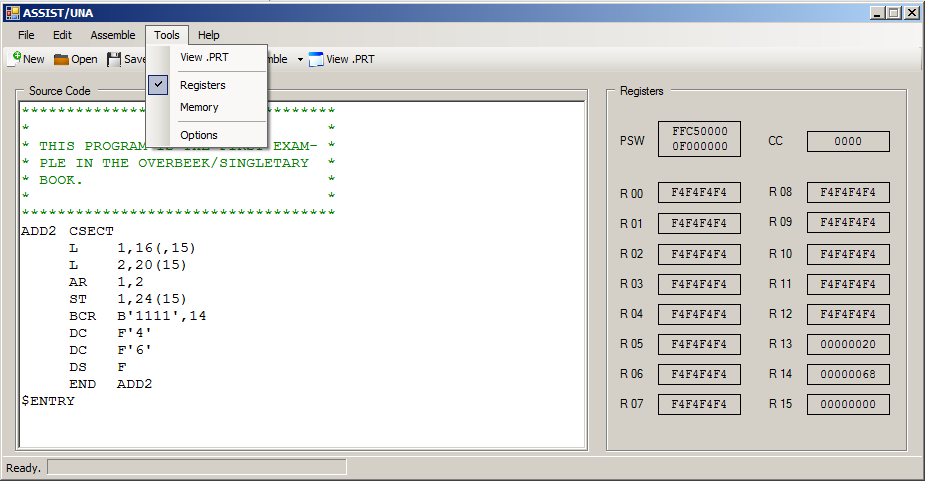 ASSIST/UNA
File Edit Assemble Tools Help
New Open Save mble View .PRT
View .PRT
Registers
Memory
Options
Source Code
***********************************
* *
* THIS PROGRAM IS THE FIRST EXAM- *
* PLE IN THE OVERBEEK/SINGLETARY *
* BOOK. *
* *
***********************************
ADD2 CSECT
L 1,16(,15)
L 2,20(15)
AR 1,2
ST 1,24(15)
BCR B'1111',14
DC F'4'
DC F'6'
DS F
END ADD2
$ENTRY
Registers
PSW FFC50000 CC 0000
0F000000
R 00 F4F4F4F4 R 08 F4F4F4F4
R 01 F4F4F4F4 R 09 F4F4F4F4
R 02 F4F4F4F4 R 10 F4F4F4F4
R 03 F4F4F4F4 R 11 F4F4F4F4
R 04 F4F4F4F4 R 12 F4F4F4F4
R 05 F4F4F4F4 R 13 00000020
R 06 F4F4F4F4 R 14 00000068
R 07 F4F4F4F4 R 15 00000000
Ready.